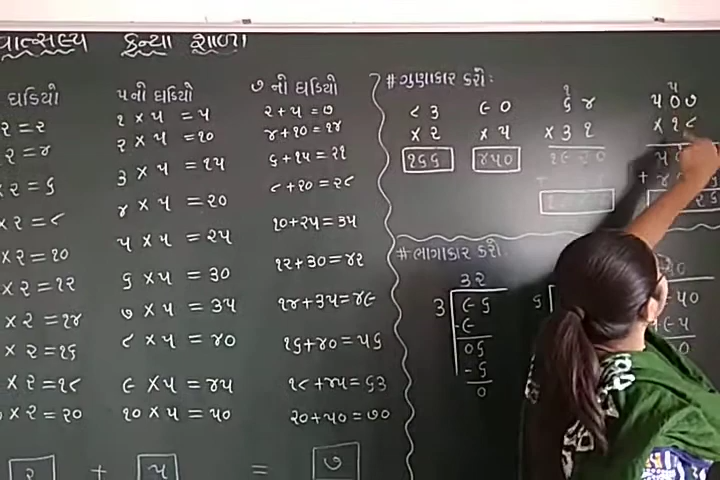 વાત્સલ્ય કન્યા શાળા
ઘડિયો
૨ = ૨
૨ = ૪
૨ = ૬
× ૨ = ૮
× ૨ = ૧૦
× ૨ = ૧૨
× ૨ = ૧૪
× ૨ = ૧૬
× ૨ = ૧૮
× ૨ = ૨૦
૫ ની ઘડિયો
૧ × ૫ = ૫
૨ × ૫ = ૧૦
૩ × ૫ = ૧૫
૪ × ૫ = ૨૦
૫ × ૫ = ૨૫
૬ × ૫ = ૩૦
૭ × ૫ = ૩૫
૮ × ૫ = ૪૦
૯ × ૫ = ૪૫
૧૦ × ૫ = ૫૦
૭ ની ઘડિયો
૨ + ૫ = ૭
૪ + ૧૦ = ૧૪
૬ + ૧૫ = ૨૧
૮ + ૨૦ = ૨૮
૧૦ + ૨૫ = ૩૫
૧૨ + ૩૦ = ૪૨
૧૪ + ૩૫ = ૪૯
૧૬ + ૪૦ = ૫૬
૧૮ + ૪૫ = ૬૩
૨૦ + ૫૦ = ૭૦
૨ + ૫ = ૭
# ગુણાકાર કરો:
૮૩
× ૨
૧૬૬
૯૦
× ૫
૪૫૦
૧
૬૪
× ૩૧
૫
૫૦૭
× ૧૮
# ભાગાકાર કરો.
૩૨
૩ ૯૬
-૯
૦૬
-૬
૦
૬